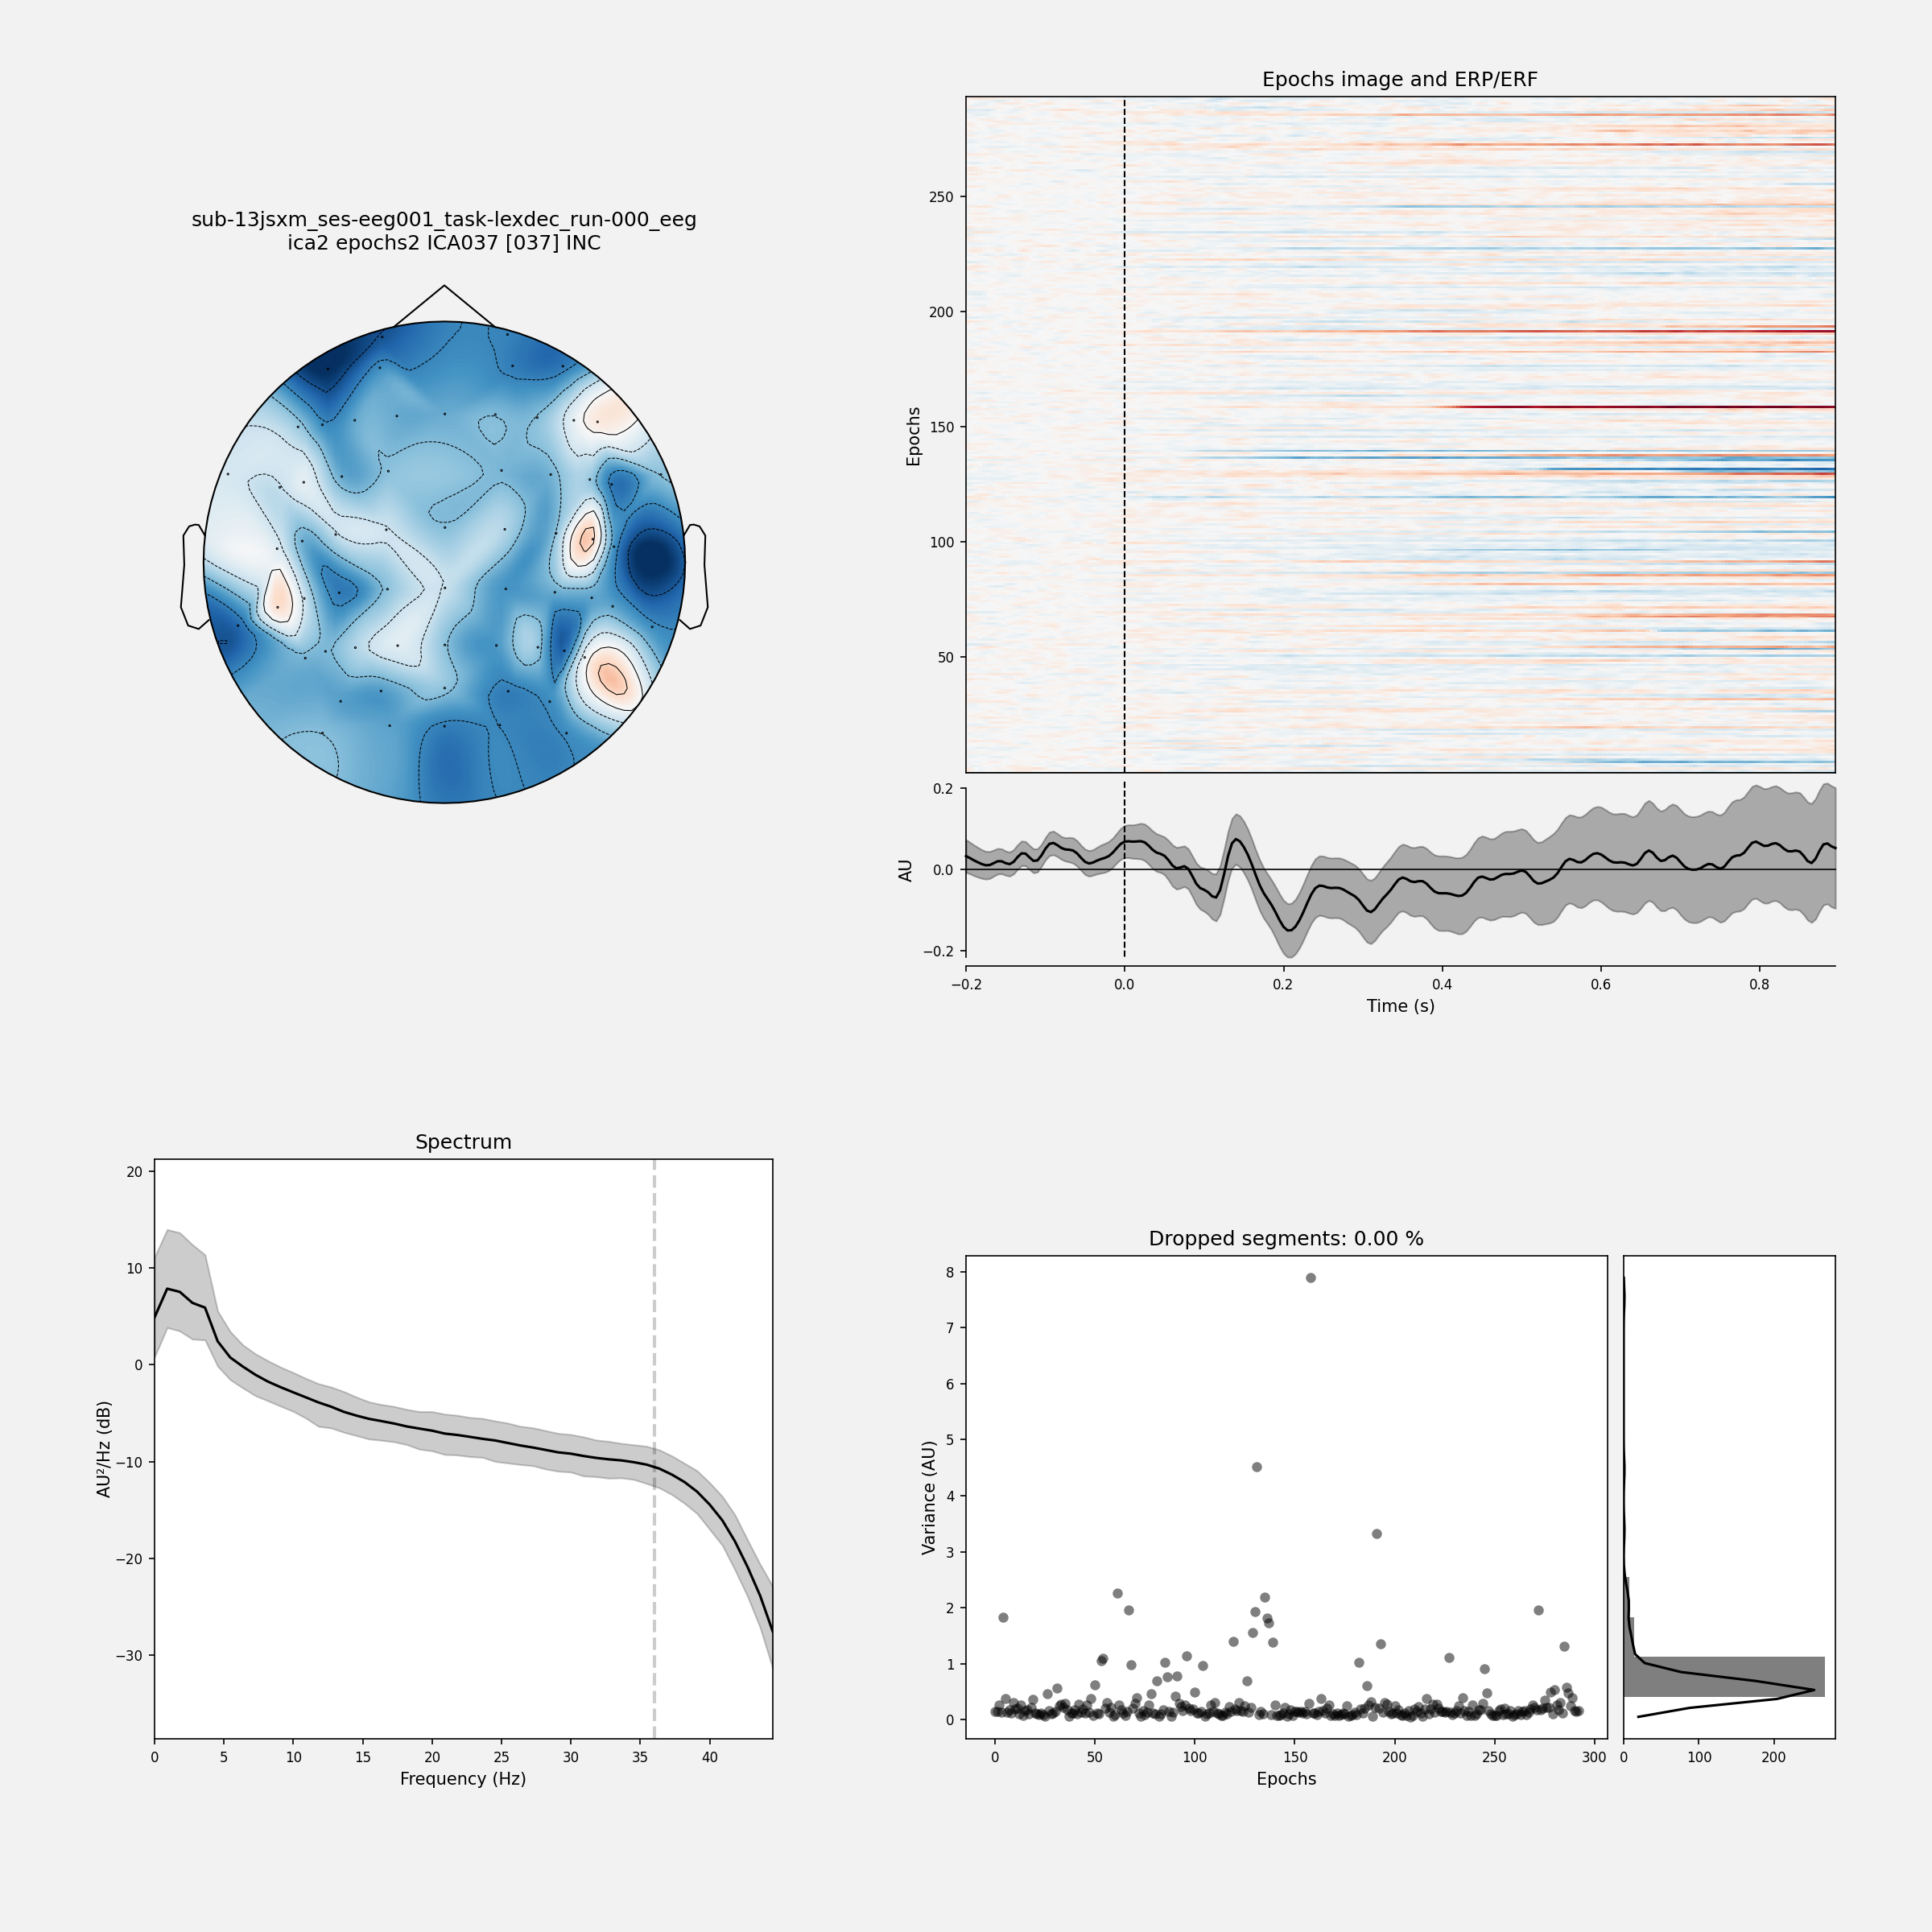 sub-13jsxm_ses-eeg001_task-lexdec_run-000_eeg
ica2 epochs2 ICA037 [037] INC
Epochs image and ERP/ERF
Epochs
250
200
150
100
50
AU
0.2
0.0
−0.2
−0.2 0.0 0.2 0.4 0.6 0.8
Time (s)
Spectrum
AU²/Hz (dB)
20
10
0
−10
−20
−30
0 5 10 15 20 25 30 35 40
Frequency (Hz)
Dropped segments: 0.00 %
Variance (AU)
8
7
6
5
4
3
2
1
0
0 50 100 150 200 250 300
Epochs
0 100 200